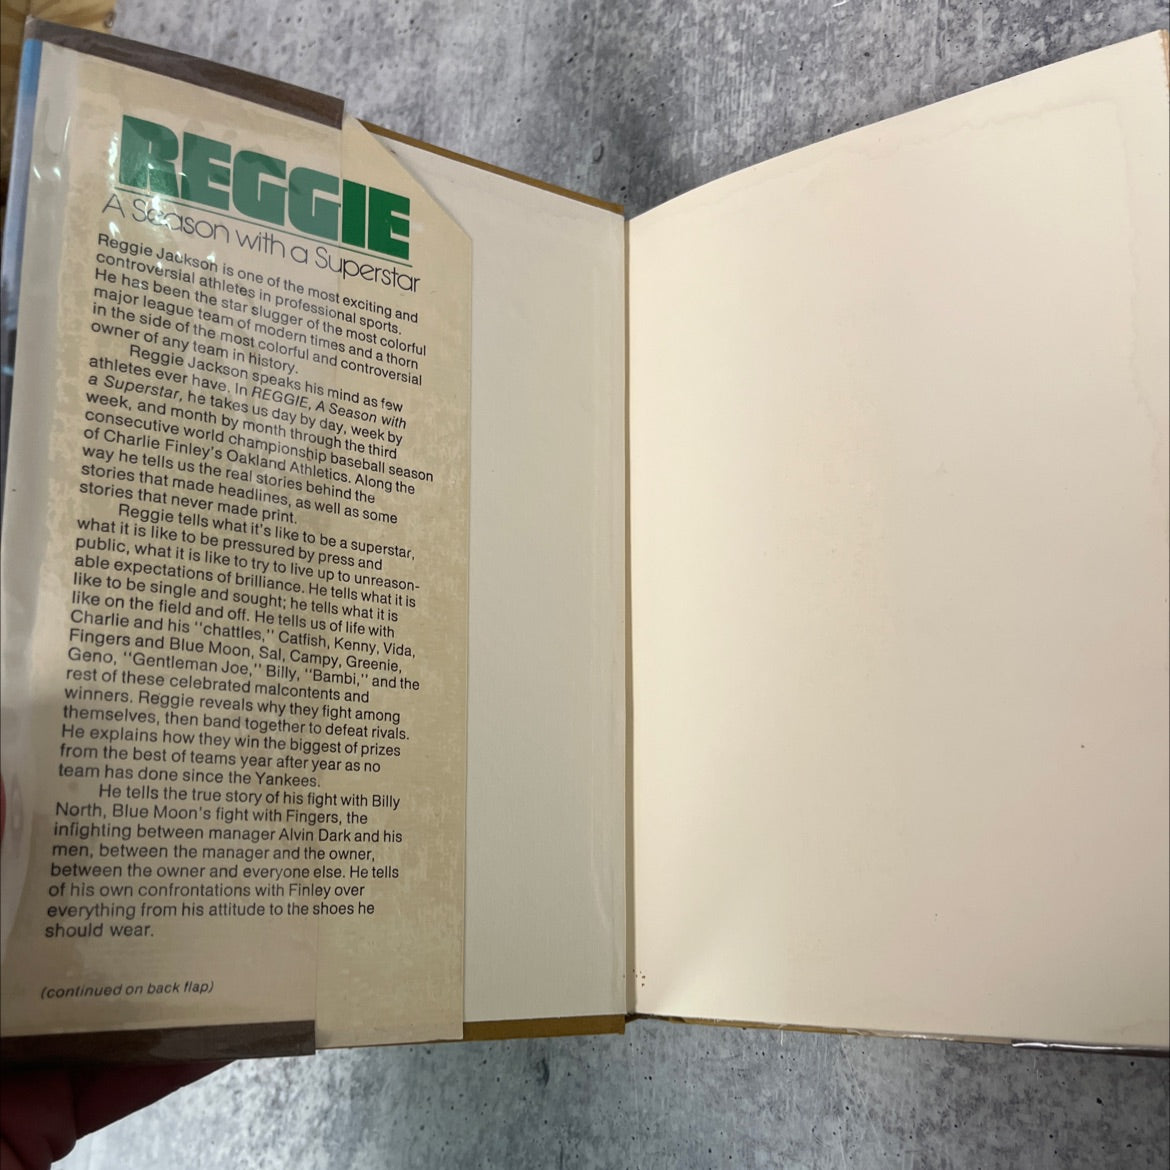 REGGIE
A Season with a Superstar
Reggie Jackson is one of the most exciting and
controversial athletes in professional sports.
He has been the star slugger of the most colorful
major league team of modern times and a thorn
in the side of the most colorful and controversial
owner of any team in history.
Reggie Jackson speaks his mind as few
athletes ever have. In REGGIE, A Season with
a Superstar, he takes us day by day, week by
week, and month by month through the third
consecutive world championship baseball season
of Charlie Finley's Oakland Athletics. Along the
way he tells us the real stories behind the
stories that made headlines, as well as some
stories that never made print.
Reggie tells what it's like to be a superstar,
what it is like to be pressured by press and
public, what it is like to try to live up to unreason-
able expectations of brilliance. He tells what it is
like to be single and sought; he tells what it is
like on the field and off. He tells us of life with
Charlie and his "chattles," Catfish, Kenny, Vida,
Fingers and Blue Moon, Sal, Campy, Greenie,
Geno, "Gentleman Joe," Billy, "Bambi," and the
rest of these celebrated malcontents and
winners. Reggie reveals why they fight among
themselves, then band together to defeat rivals.
He explains how they win the biggest of prizes
from the best of teams year after year as no
team has done since the Yankees.
He tells the true story of his fight with Billy
North, Blue Moon's fight with Fingers, the
infighting between manager Alvin Dark and his
men, between the manager and the owner,
between the owner and everyone else. He tells
of his own confrontations with Finley over
everything from his attitude to the shoes he
should wear.
(continued on back flap)